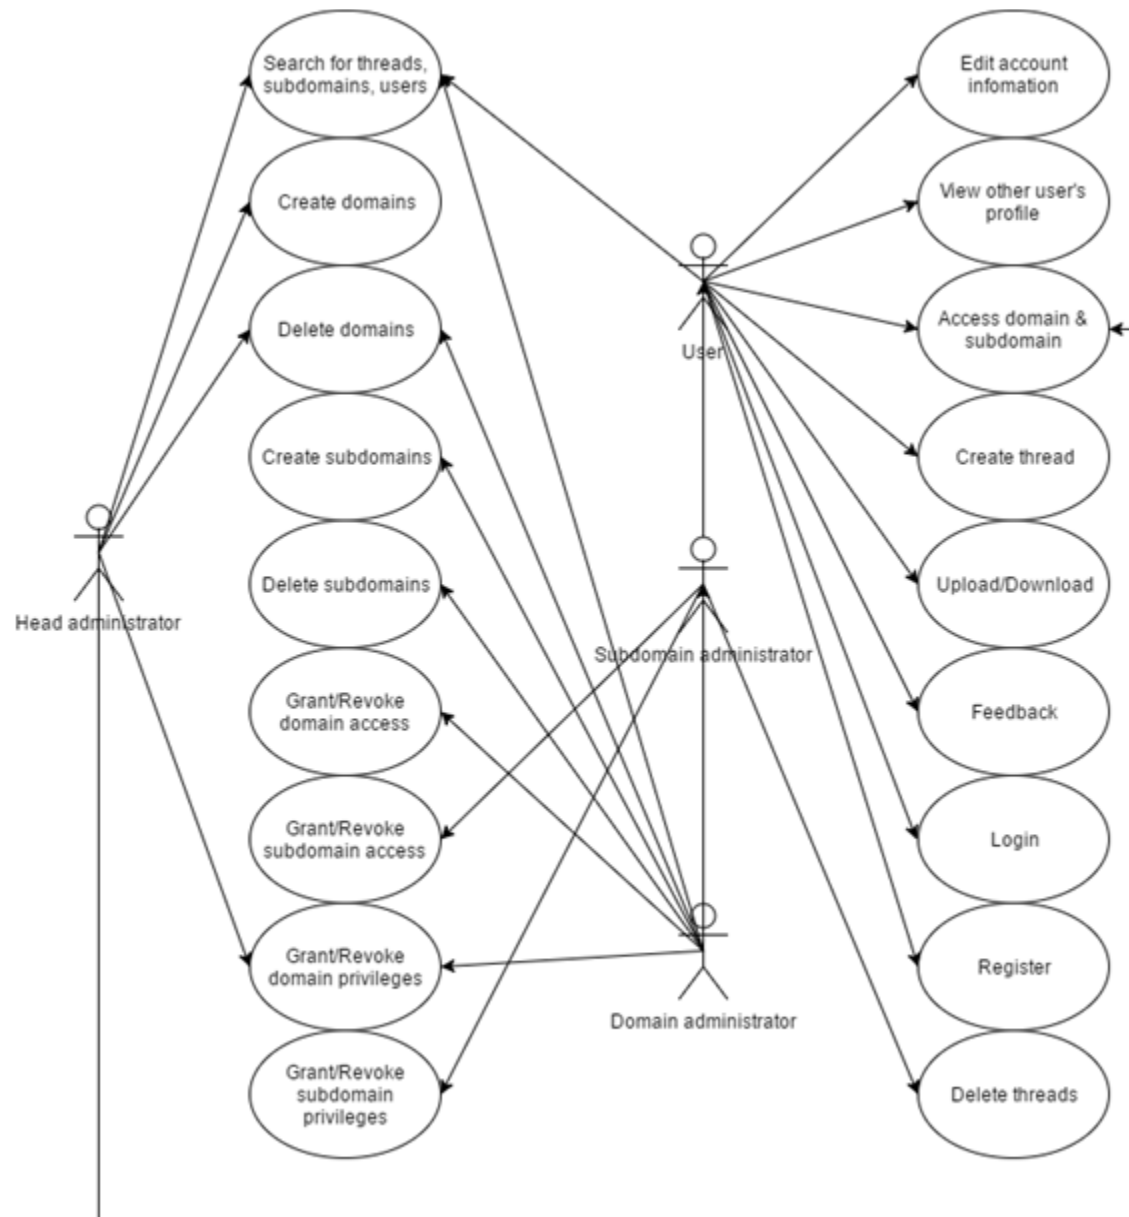 Search for threads,
subdomains, users
Create domains
Delete domains
Create subdomains
Delete subdomains
Grant/Revoke
domain access
Grant/Revoke
subdomain access
Grant/Revoke
domain privileges
Grant/Revoke
subdomain
privileges
Head administrator
User
Subdomain administrator
Domain administrator
Edit account
infomation
View other user's
profile
Access domain &
subdomain
Create thread
Upload/Download
Feedback
Login
Register
Delete threads